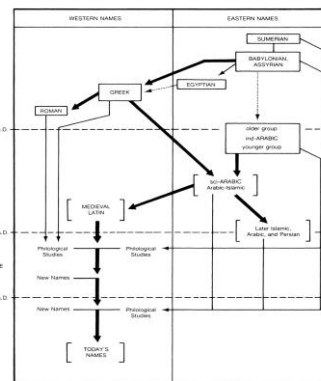 WESTERN NAMES
EASTERN NAMES
SUMERIAN
BABYLONIAN,
ASSYRIAN
EGYPTIAN
GREEK
ROMAN
A.D.
older group
ind-ARABIC
younger group
sci-ARABIC
Arabic-Islamic
MEDIEVAL
LATIN
Later Islamic,
Arabic, and Persian
A.D.
Philological
Studies
Philological
Studies
E
New Names
A.D.
New Names
Philological
Studies
TODAY'S
NAMES